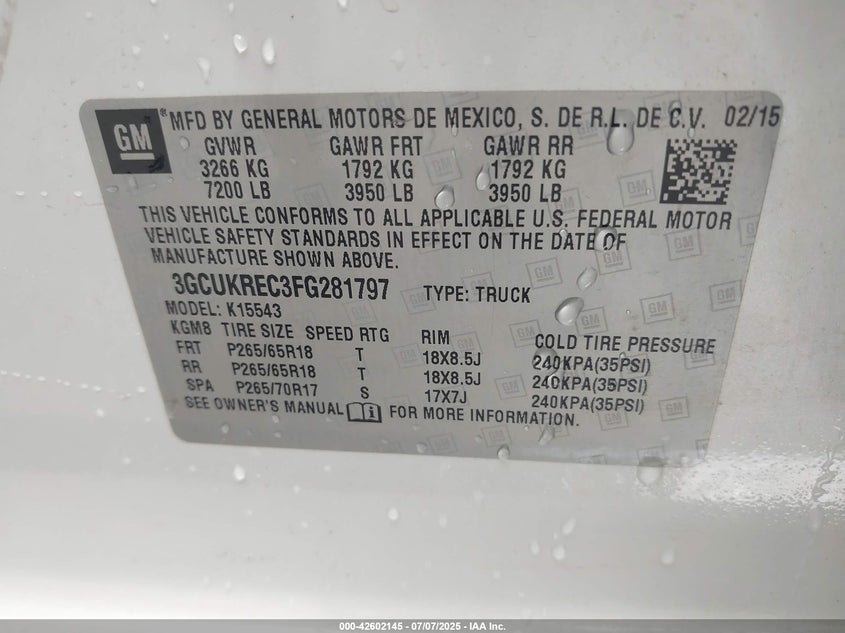 GM ®MFD BY GENERAL MOTORS DE MEXICO, S. DE R.L. DE C.V. 02/15
GVWR GAWR FRT GAWR RR
3266 KG 1792 KG 1792 KG
7200 LB 3950 LB 3950 LB
THIS VEHICLE CONFORMS TO ALL APPLICABLE U.S. FEDERAL MOTOR
VEHICLE SAFETY STANDARDS IN EFFECT ON THE DATE OF
MANUFACTURE SHOWN ABOVE.
3GCUKREC3FG281797 TYPE: TRUCK
MODEL: K15543
KGM8 TIRE SIZE SPEED RTG RIM COLD TIRE PRESSURE
FRT P265/65R18 T 18X8.5J 240KPA(35PSI)
RR P265/65R18 T 18X8.5J 240KPA(35PSI)
SPA P265/70R17 S 17X7J 240KPA(35PSI)
SEE OWNER'S MANUAL FOR MORE INFORMATION.
000-42602145 - 07/07/2025 - IAA Inc.